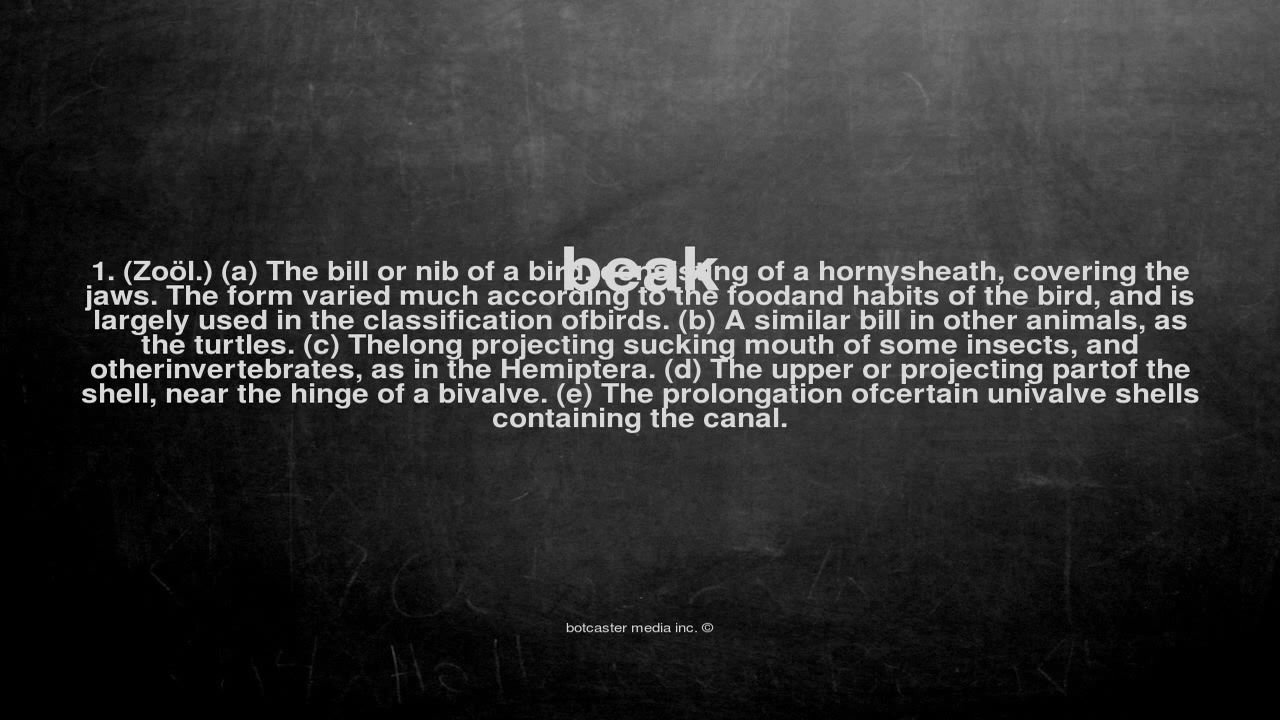 beak
1. (Zoöl.) (a) The bill or nib of a bird, consisting of a hornysheath, covering the
jaws. The form varied much according to the foodand habits of the bird, and is
largely used in the classification ofbirds. (b) A similar bill in other animals, as
the turtles. (c) Thelong projecting sucking mouth of some insects, and
otherinvertebrates, as in the Hemiptera. (d) The upper or projecting partof the
shell, near the hinge of a bivalve. (e) The prolongation ofcertain univalve shells
containing the canal.
botcaster media inc. ©